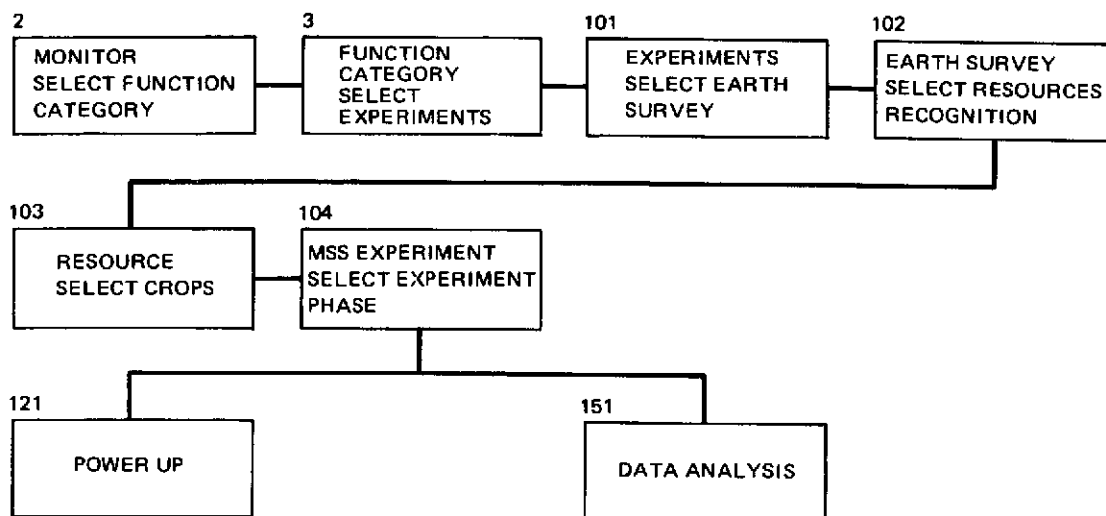 2
MONITOR
SELECT FUNCTION
CATEGORY
3
FUNCTION
CATEGORY
SELECT
EXPERIMENTS
101
EXPERIMENTS
SELECT EARTH
SURVEY
102
EARTH SURVEY
SELECT RESOURCES
RECOGNITION
103
RESOURCE
SELECT CROPS
104
MSS EXPERIMENT
SELECT EXPERIMENT
PHASE
121
POWER UP
151
DATA ANALYSIS